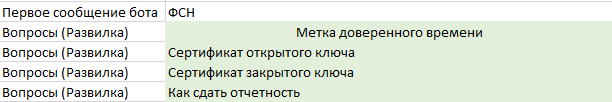 Первое сообщение бота ФСН
Вопросы (Развилка) Метка доверенного времени
Вопросы (Развилка) Сертификат открытого ключа
Вопросы (Развилка) Сертификат закрытого ключа
Вопросы (Развилка) Как сдать отчетность